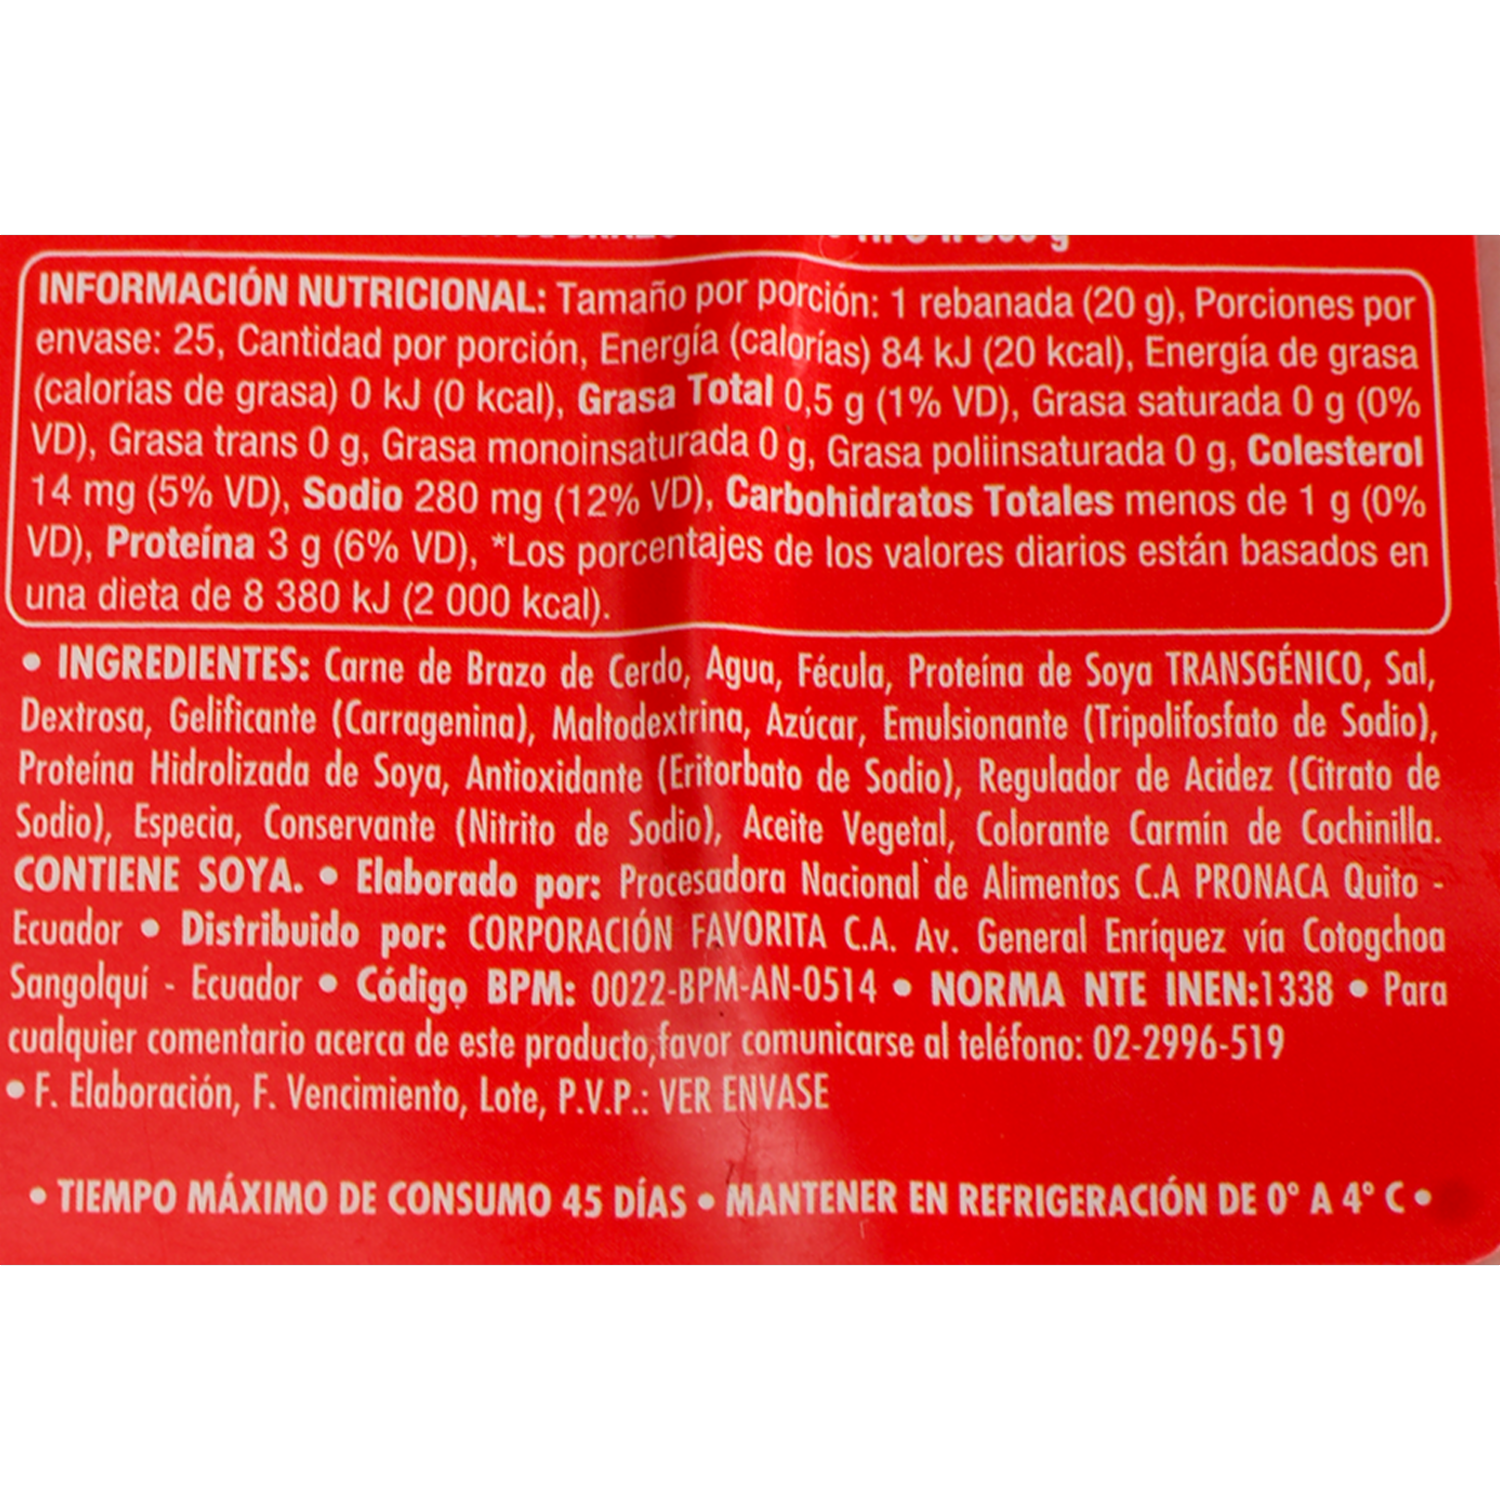 INFORMACIÓN NUTRICIONAL: Tamaño por porción: 1 rebanada (20 g), Porciones por
envase: 25, Cantidad por porción, Energía (calorías) 84 kJ (20 kcal), Energía de grasa
(calorías de grasa) 0 kJ (0 kcal), Grasa Total 0,5 g (1% VD), Grasa saturada 0 g (0%
VD), Grasa trans 0 g, Grasa monoinsaturada 0 g, Grasa poliinsaturada 0 g, Colesterol
14 mg (5% VD), Sodio 280 mg (12% VD), Carbohidratos Totales menos de 1 g (0%
VD), Proteína 3 g (6% VD), *Los porcentajes de los valores diarios están basados en
una dieta de 8 380 kJ (2 000 kcal).
• INGREDIENTES: Carne de Brazo de Cerdo, Agua, Fécula, Proteína de Soya TRANSGÉNICO, Sal,
Dextrosa, Gelificante (Carragenina), Maltodextrina, Azúcar, Emulsionante (Tripolifosfato de Sodio),
Proteína Hidrolizada de Soya, Antioxidante (Eritorbato de Sodio), Regulador de Acidez (Citrato de
Sodio), Especia, Conservante (Nitrito de Sodio), Aceite Vegetal, Colorante Carmín de Cochinilla.
CONTIENE SOYA. • Elaborado por: Procesadora Nacional de Alimentos C.A PRONACA Quito -
Ecuador • Distribuido por: CORPORACIÓN FAVORITA C.A. Av. General Enríquez vía Cotogchoa
Sangolquí - Ecuador • Código BPM: 0022-BPM-AN-0514 • NORMA NTE INEN:1338 • Para
cualquier comentario acerca de este producto,favor comunicarse al teléfono: 02-2996-519
• F. Elaboración, F. Vencimiento, Lote, P.V.P.: VER ENVASE
• TIEMPO MÁXIMO DE CONSUMO 45 DÍAS • MANTENER EN REFRIGERACIÓN DE 0° A 4° C •